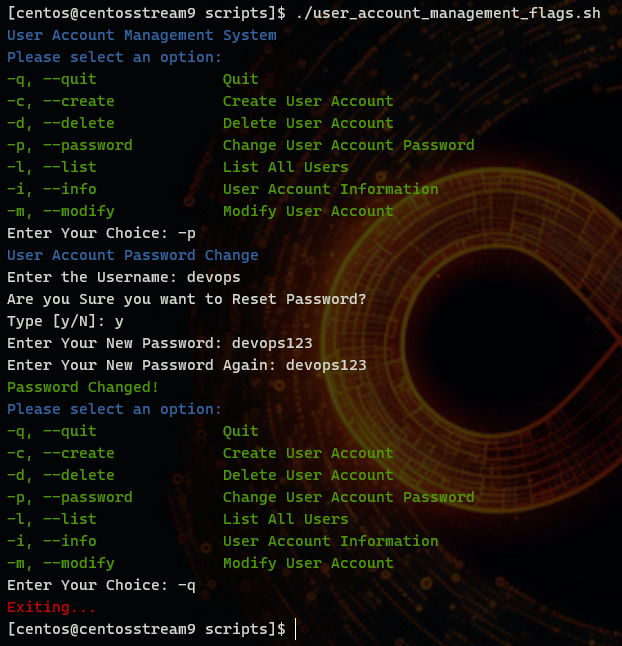 [centos@centosstream9 scripts]$ ./user_account_management_flags.sh
User Account Management System
Please select an option:
-q, --quit              Quit
-c, --create            Create User Account
-d, --delete            Delete User Account
-p, --password          Change User Account Password
-l, --list              List All Users
-i, --info              User Account Information
-m, --modify            Modify User Account
Enter Your Choice: -p
User Account Password Change
Enter the Username: devops
Are you Sure you want to Reset Password?
Type [y/N]: y
Enter Your New Password: devops123
Enter Your New Password Again: devops123
Password Changed!
Please select an option:
-q, --quit              Quit
-c, --create            Create User Account
-d, --delete            Delete User Account
-p, --password          Change User Account Password
-l, --list              List All Users
-i, --info              User Account Information
-m, --modify            Modify User Account
Enter Your Choice: -q
Exiting...
[centos@centosstream9 scripts]$